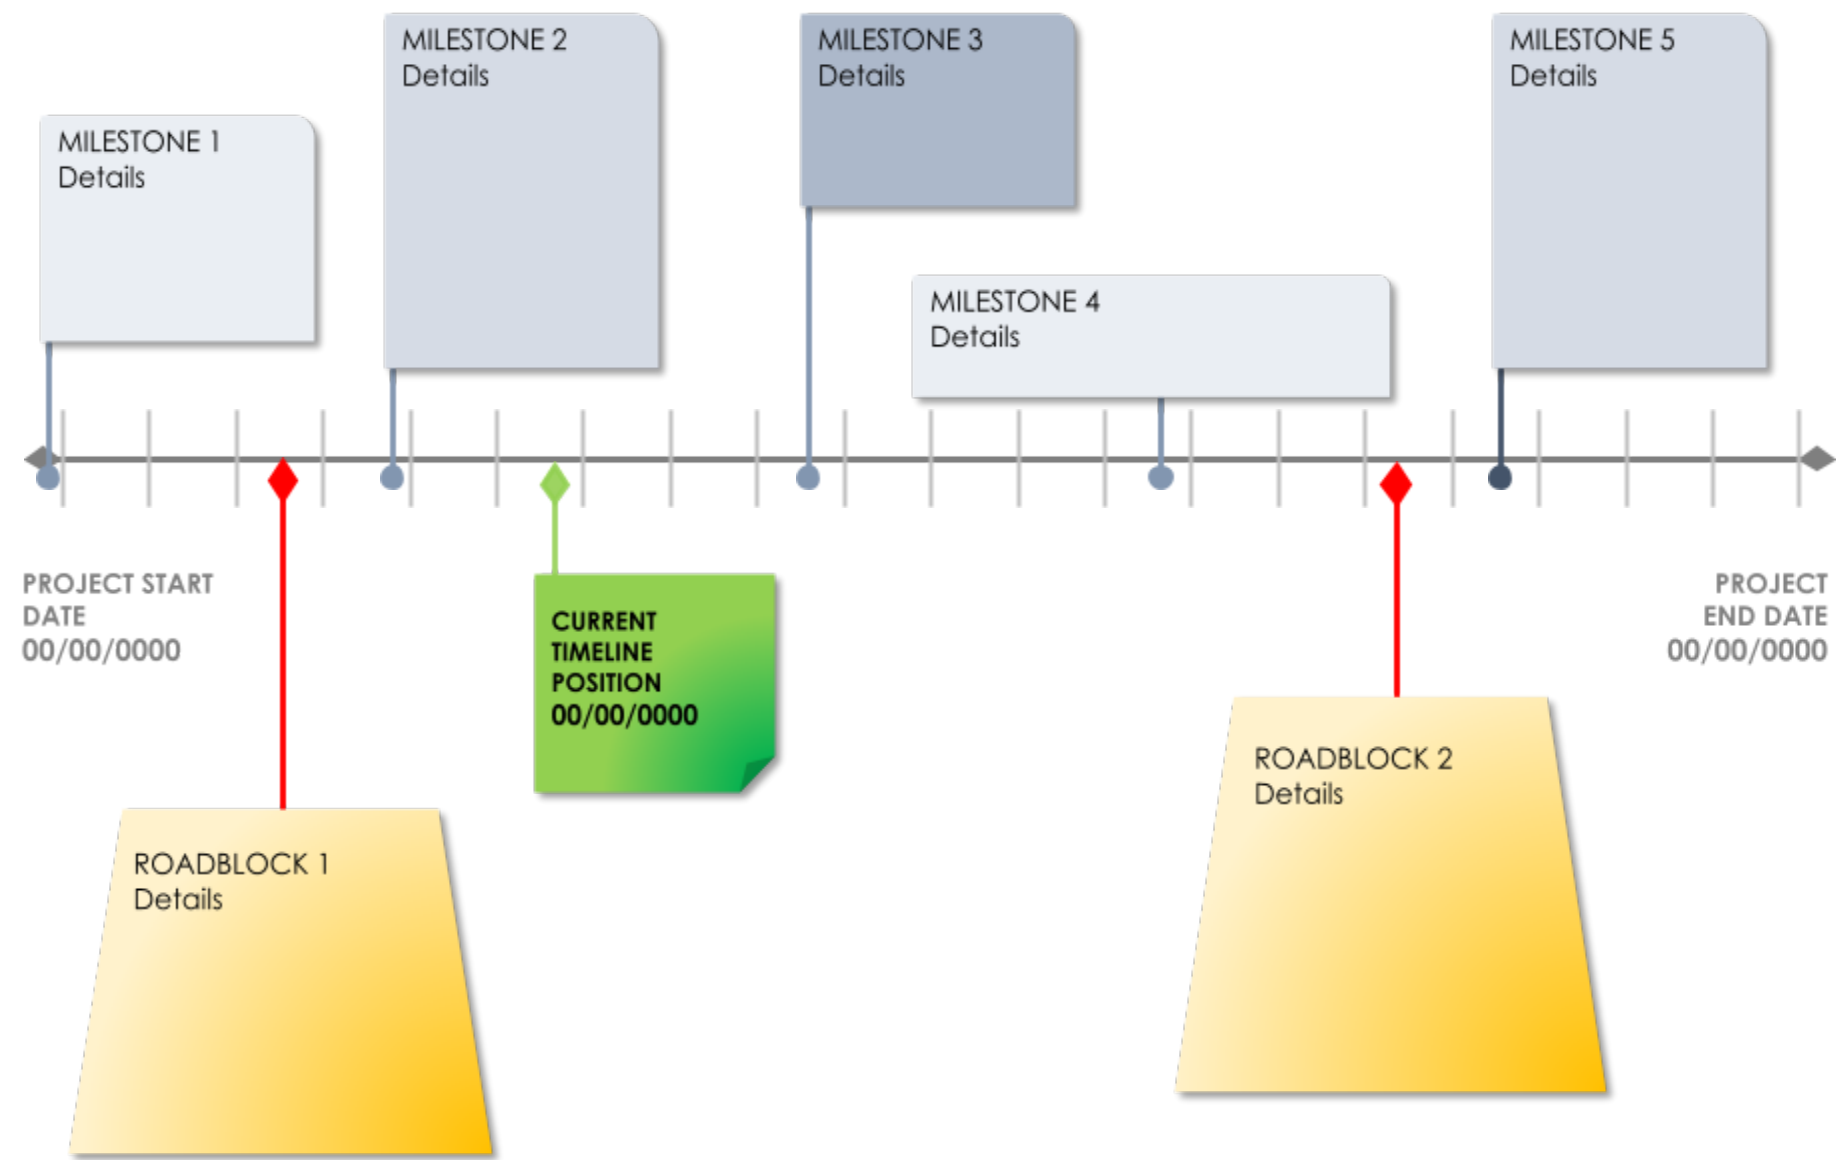 MILESTONE 1
Details
MILESTONE 2
Details
MILESTONE 3
Details
MILESTONE 4
Details
MILESTONE 5
Details
PROJECT START
DATE
00/00/0000
CURRENT
TIMELINE
POSITION
00/00/0000
PROJECT
END DATE
00/00/0000
ROADBLOCK 1
Details
ROADBLOCK 2
Details